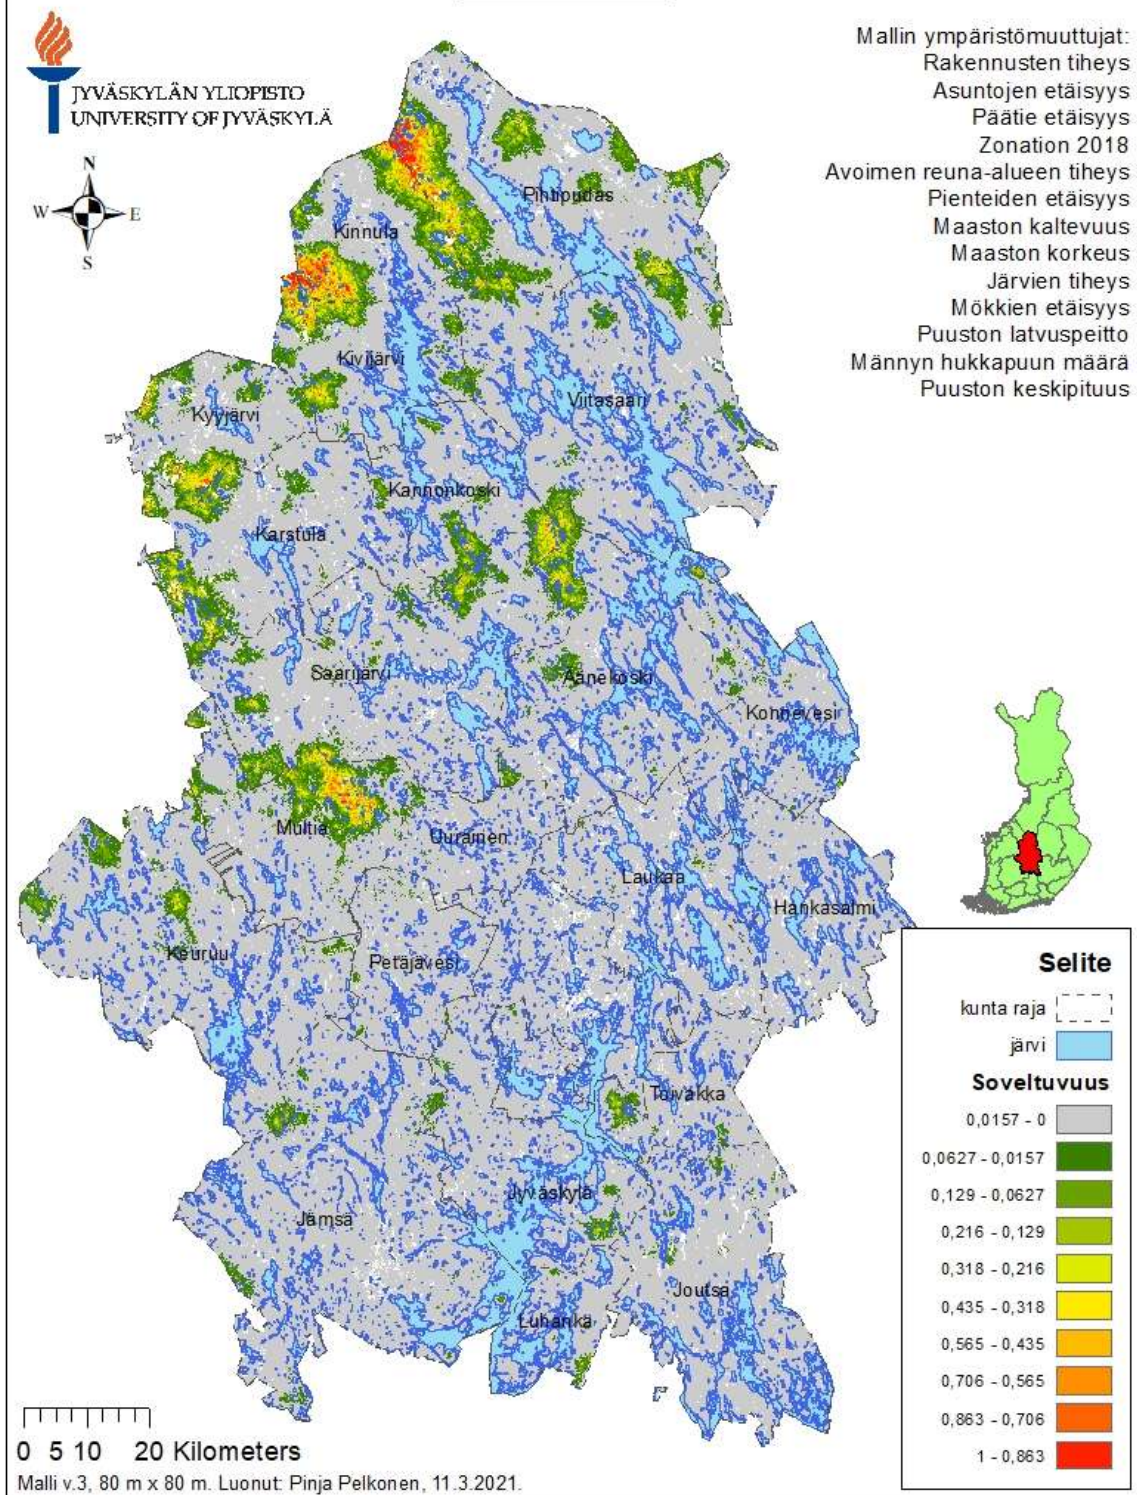 JYVÄSKYLÄN YLIOPISTO
UNIVERSITY OF JYVÄSKYLÄ
N
W
E
S
Mallin ympäristömuuttujat:
Rakennusten tiheys
Asuntojen etäisyys
Päätie etäisyys
Zonation 2018
Avoimen reuna-alueen tiheys
Pienteiden etäisyys
Maaston kaltevuus
Maaston korkeus
Järvien tiheys
Mökkien etäisyys
Puuston latvuspeitto
Männyn hukkapuun määrä
Puuston keskipituus
Pihtipudas
Kinnula
Kivijärvi
Viitasaari
Kyyjärvi
Kannonkoski
Karstula
Saarijärvi
Äänekoski
Konnevesi
Multia
Uurainen
Laukaa
Hankasalmi
Keuruu
Petäjävesi
Toivakka
Jyväskylä
Jämsä
Joutsa
Luhanka
Selite
kunta raja
järvi
Soveltuvuus
0,0157 - 0
0,0627 - 0,0157
0,129 - 0,0627
0,216 - 0,129
0,318 - 0,216
0,435 - 0,318
0,565 - 0,435
0,706 - 0,565
0,863 - 0,706
1 - 0,863
0 5 10 20 Kilometers
Malli v.3, 80 m x 80 m. Luonut: Pinja Pelkonen, 11.3.2021.